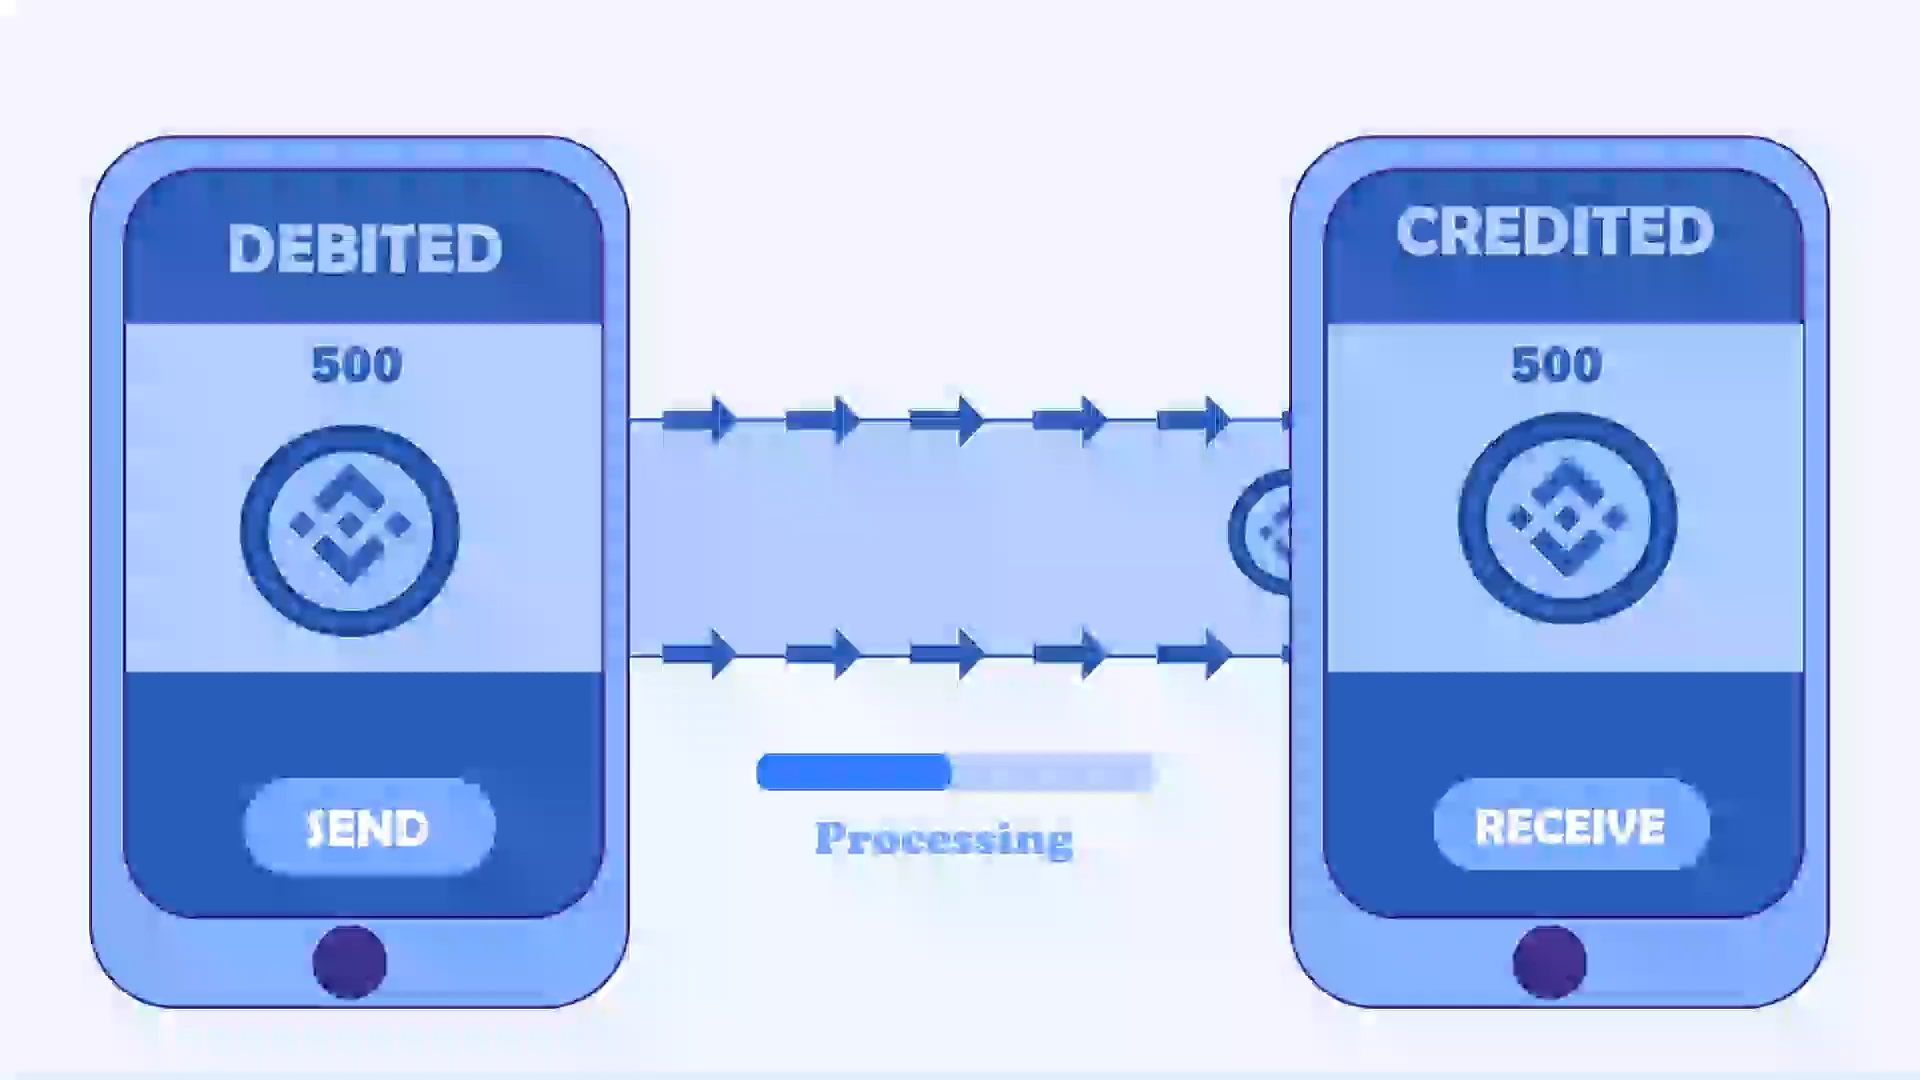 DEBITED
500
SEND
Processing
CREDITED
500
RECEIVE